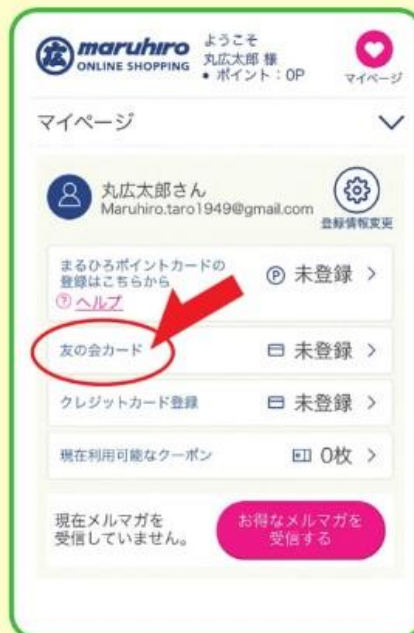 maruhiro
ONLINE SHOPPING
ようこそ
丸広太郎 様
• ポイント：0P
マイページ
マイページ
丸広太郎さん
Maruhiro.taro1949@gmail.com
登録情報変更
まるひろポイントカードの
登録はこちらから
? ヘルプ
P 未登録 >
友の会カード
未登録 >
クレジットカード登録
未登録 >
現在利用可能なクーポン
0枚 >
現在メルマガを
受信していません。
お得なメルマガを
受信する